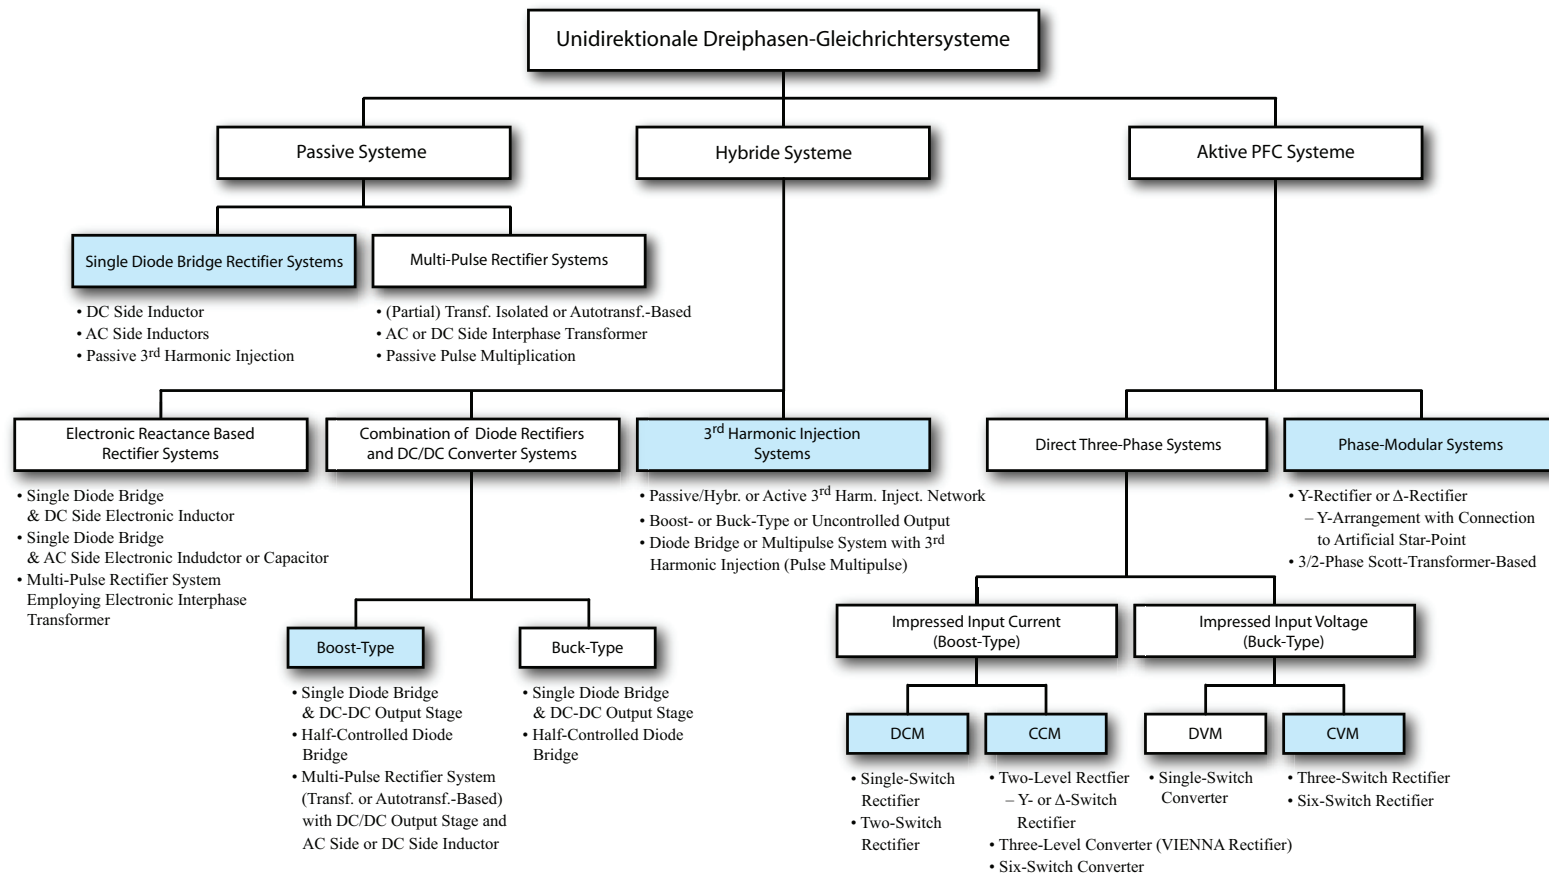 Unidirektionale Dreiphasen-Gleichrichtersysteme
Passive Systeme
Hybride Systeme
Aktive PFC Systeme
Single Diode Bridge Rectifier Systems
Multi-Pulse Rectifier Systems
• DC Side Inductor
• AC Side Inductors
• Passive 3rd Harmonic Injection
• (Partial) Transf. Isolated or Autotransf.-Based
• AC or DC Side Interphase Transformer
• Passive Pulse Multiplication
Electronic Reactance Based
Rectifier Systems
Combination of Diode Rectifiers
and DC/DC Converter Systems
3rd Harmonic Injection
Systems
Direct Three-Phase Systems
Phase-Modular Systems
• Single Diode Bridge
& DC Side Electronic Inductor
• Single Diode Bridge
& AC Side Electronic Indudctor or Capacitor
• Multi-Pulse Rectifier System
Employing Electronic Interphase
Transformer
• Passive/Hybr. or Active 3rd Harm. Inject. Network
• Boost- or Buck-Type or Uncontrolled Output
• Diode Bridge or Multipulse System with 3rd
Harmonic Injection (Pulse Multipulse)
• Y-Rectifier or Δ-Rectifier
– Y-Arrangement with Connection
to Artificial Star-Point
• 3/2-Phase Scott-Transformer-Based
Boost-Type
Buck-Type
Impressed Input Current
(Boost-Type)
Impressed Input Voltage
(Buck-Type)
• Single Diode Bridge
& DC-DC Output Stage
• Half-Controlled Diode
Bridge
• Multi-Pulse Rectifier System
(Transf. or Autotransf.-Based)
with DC/DC Output Stage and
AC Side or DC Side Inductor
• Single Diode Bridge
& DC-DC Output Stage
• Half-Controlled Diode
Bridge
DCM
CCM
DVM
CVM
• Single-Switch
Rectifier
• Two-Switch
Rectifier
• Two-Level Rectfier
– Y- or Δ-Switch
Rectifier
• Three-Level Converter (VIENNA Rectifier)
• Six-Switch Converter
• Single-Switch
Converter
• Three-Switch Rectifier
• Six-Switch Rectifier